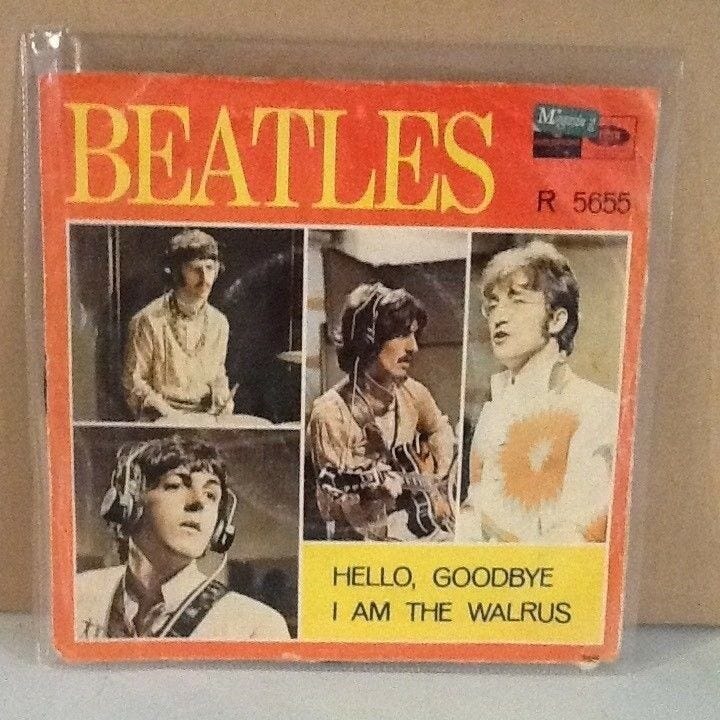 BEATLES
R 5655
HELLO, GOODBYE
I AM THE WALRUS